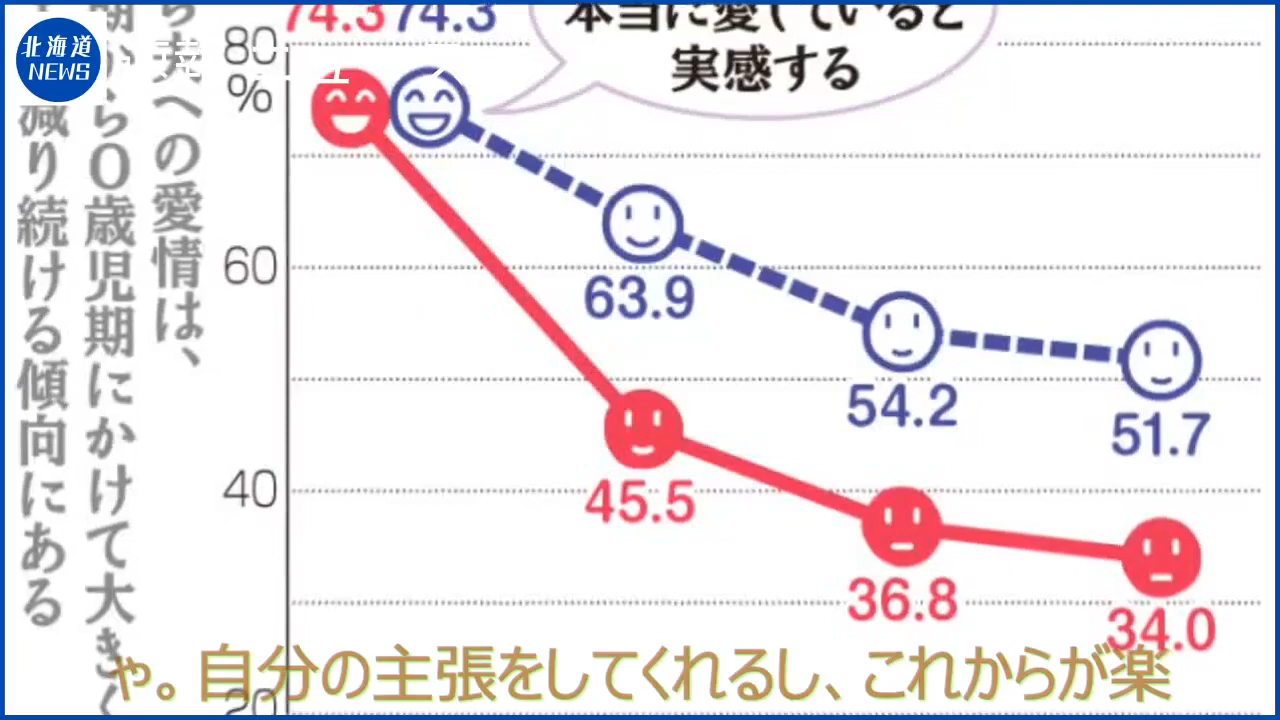 北海道
NEWS
74.3 74.3
本当に愛していると
実感する
80
%
60
40
20
63.9
54.2
51.7
45.5
36.8
34.0
への愛情は、
ら0歳児期にかけて大きく
減り続ける傾向にある
ゃ。自分の主張をしてくれるし、これからが楽